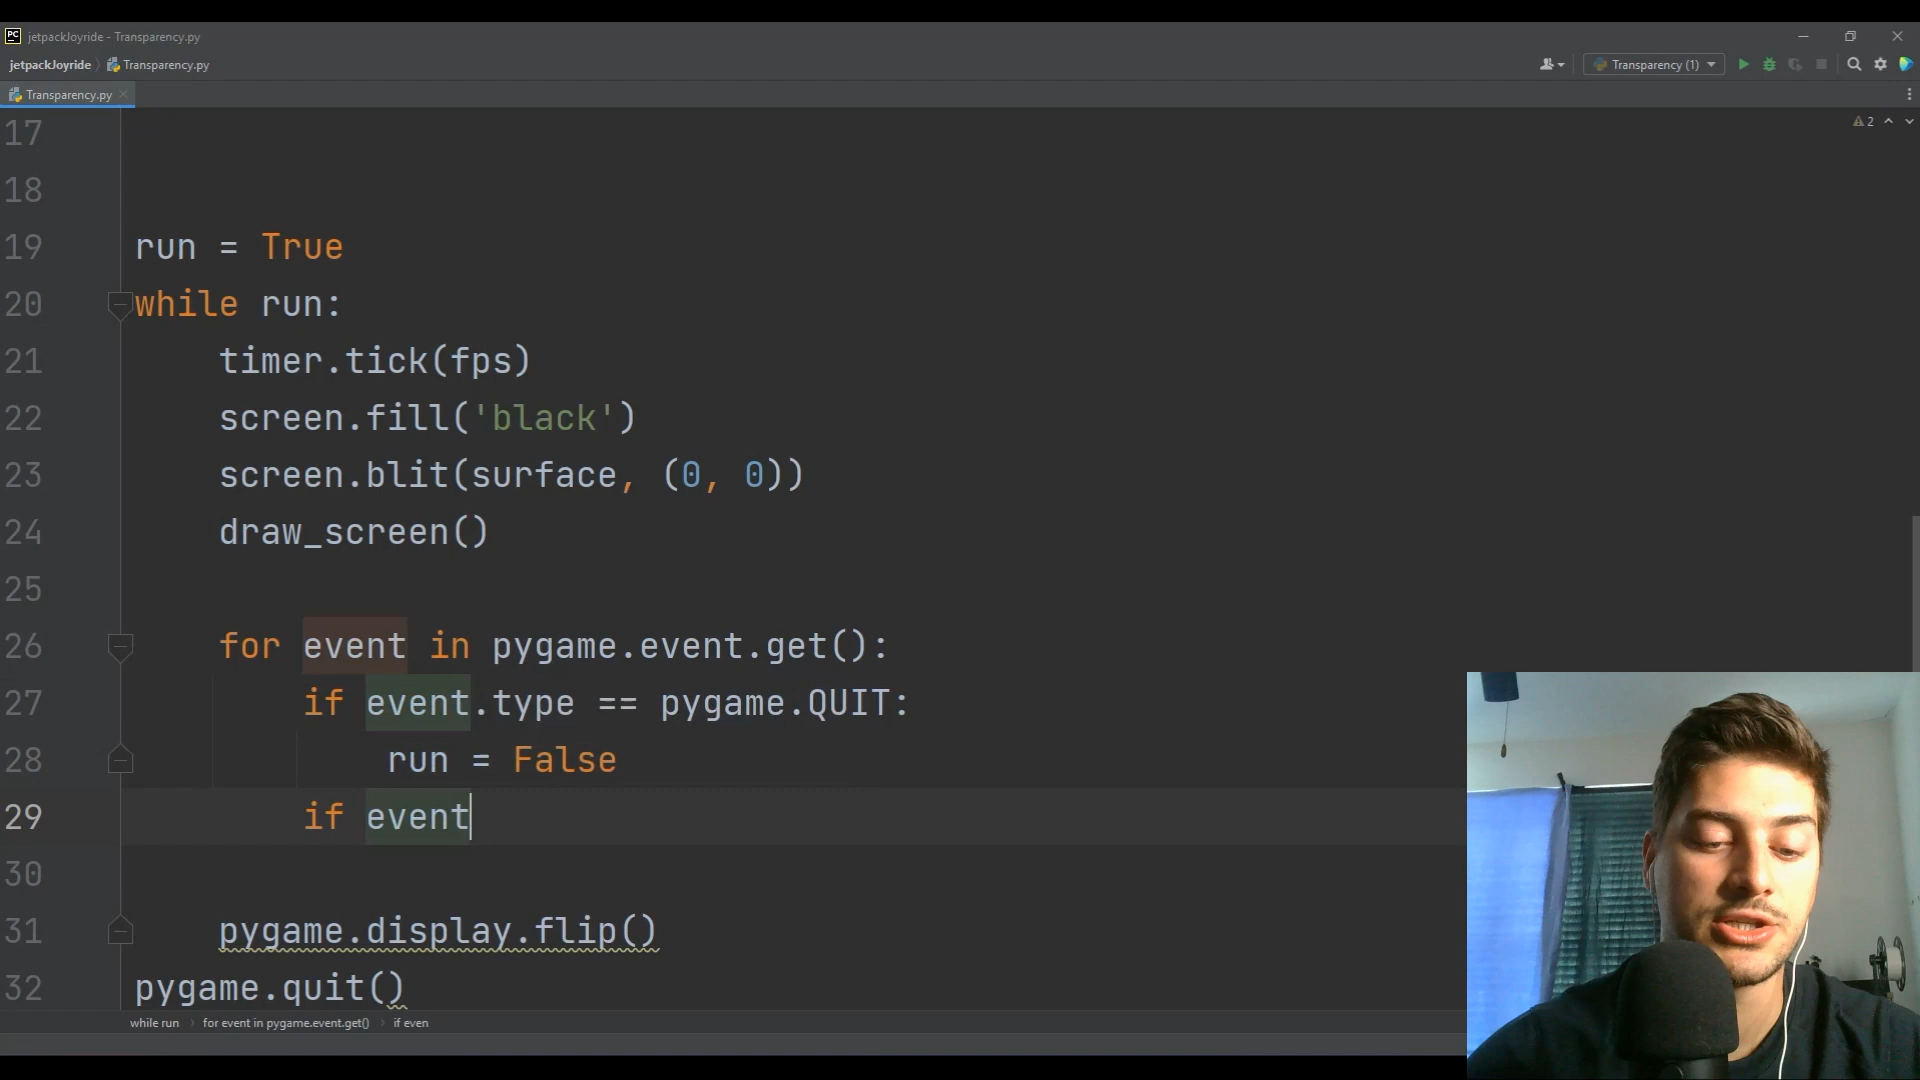 PC jetpackJoyride - Transparency.py
jetpackJoyride Transparency.py Transparency (1)
Transparency.py
2
17
18
19 run = True
20 while run:
21 timer.tick(fps)
22 screen.fill('black')
23 screen.blit(surface, (0, 0))
24 draw_screen()
25
26 for event in pygame.event.get():
27 if event.type == pygame.QUIT:
28 run = False
29 if event
30
31 pygame.display.flip()
32 pygame.quit()
while run for event in pygame.event.get() if even